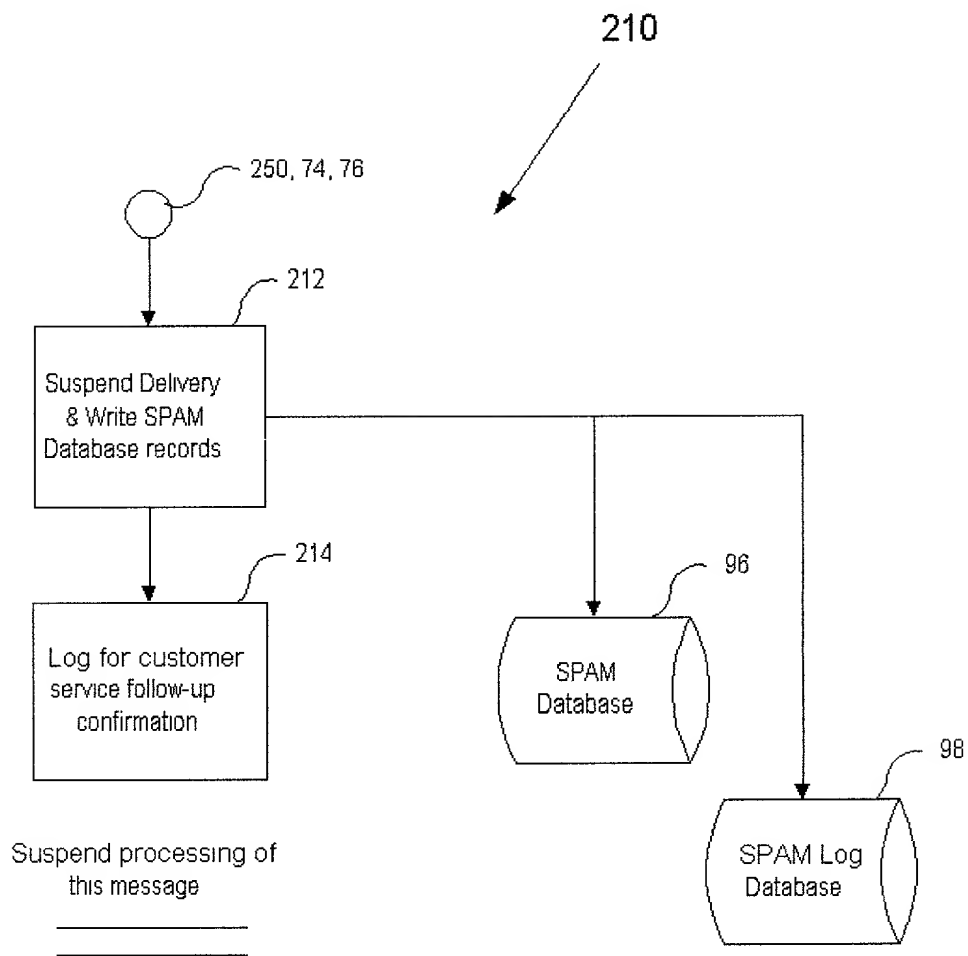 210
250, 74, 76
212
Suspend Delivery
& Write SPAM
Database records
214
Log for customer
service follow-up
confirmation
96
SPAM
Database
98
SPAM Log
Database
Suspend processing of
this message